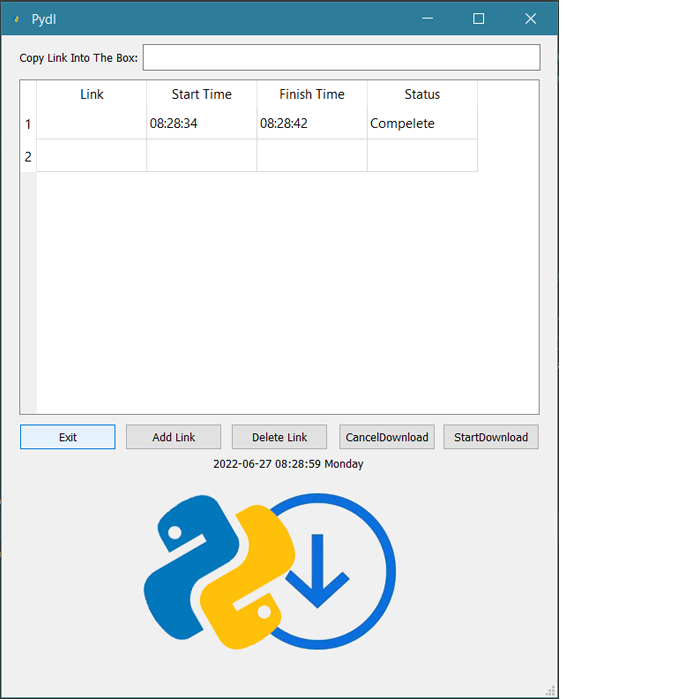 Pydl
Copy Link Into The Box:
Link Start Time Finish Time Status
1 08:28:34 08:28:42 Compelete
2
Exit Add Link Delete Link CancelDownload StartDownload
2022-06-27 08:28:59 Monday